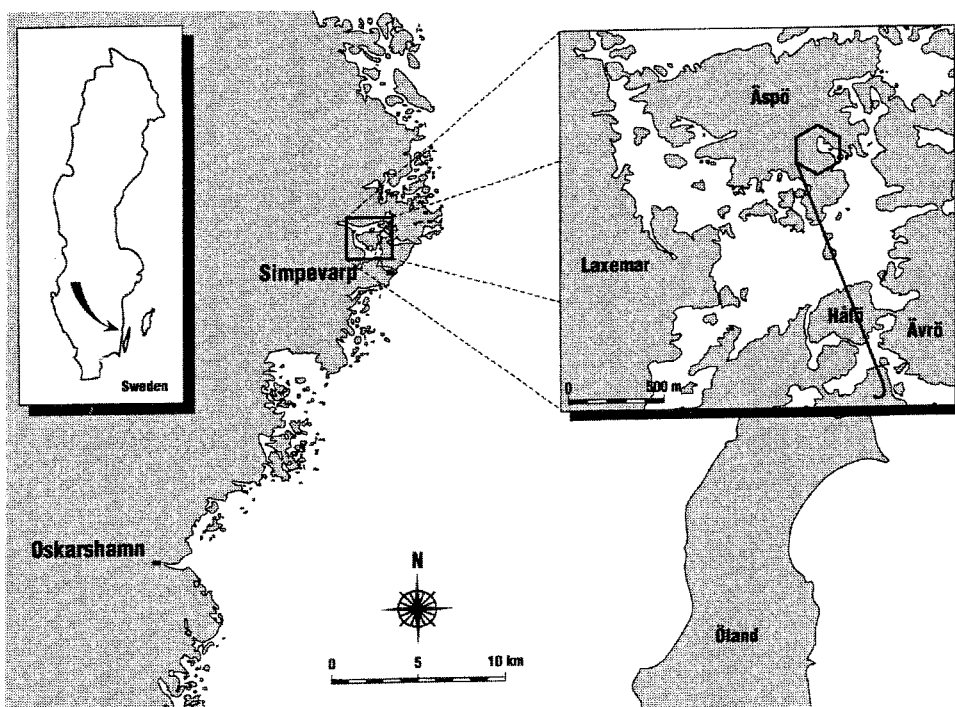 Sweden
Simpevarp
Oskarshamn
N
0 5 10 km
Äspö
Laxemar
Hålö
Ävrö
0 500 m
Öland